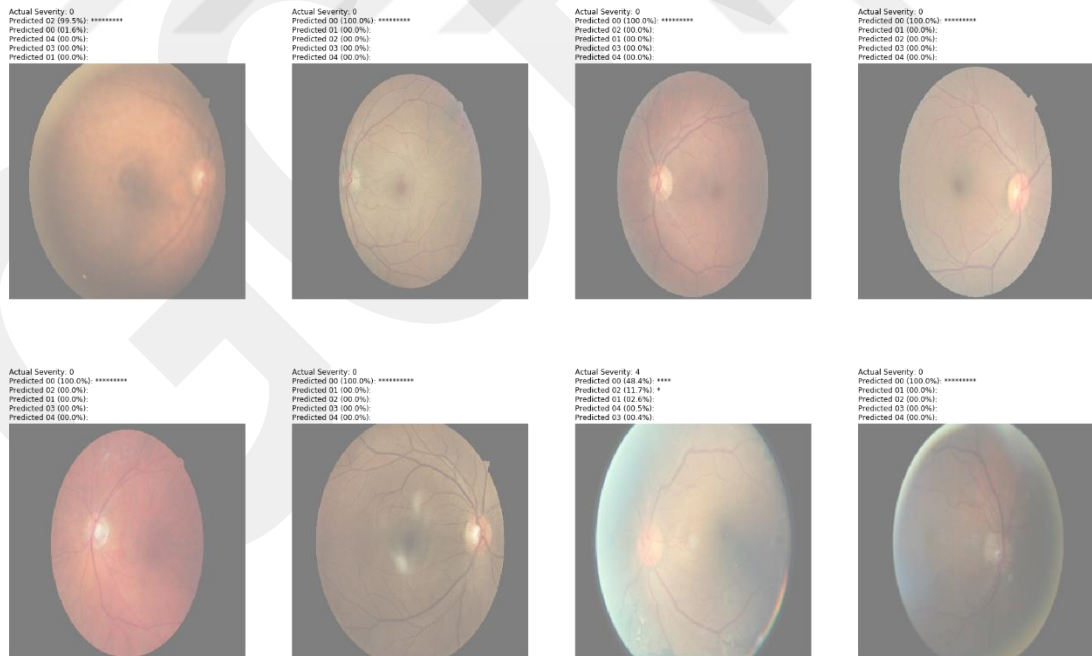 Actual Severity: 0
Predicted 02 (99.5%): *********
Predicted 00 (01.6%):
Predicted 04 (00.0%):
Predicted 03 (00.0%):
Predicted 01 (00.0%):
Actual Severity: 0
Predicted 00 (100.0%): **********
Predicted 01 (00.0%):
Predicted 02 (00.0%):
Predicted 03 (00.0%):
Predicted 04 (00.0%):
Actual Severity: 0
Predicted 00 (100.0%): *********
Predicted 02 (00.0%):
Predicted 01 (00.0%):
Predicted 03 (00.0%):
Predicted 04 (00.0%):
Actual Severity: 0
Predicted 00 (100.0%): *********
Predicted 01 (00.0%):
Predicted 02 (00.0%):
Predicted 03 (00.0%):
Predicted 04 (00.0%):
Actual Severity: 0
Predicted 00 (100.0%): *********
Predicted 02 (00.0%):
Predicted 01 (00.0%):
Predicted 03 (00.0%):
Predicted 04 (00.0%):
Actual Severity: 0
Predicted 00 (100.0%): **********
Predicted 01 (00.0%):
Predicted 02 (00.0%):
Predicted 03 (00.0%):
Predicted 04 (00.0%):
Actual Severity: 4
Predicted 00 (48.4%): ****
Predicted 02 (11.7%): *
Predicted 01 (02.6%):
Predicted 04 (00.5%):
Predicted 03 (00.4%):
Actual Severity: 0
Predicted 00 (100.0%): *********
Predicted 01 (00.0%):
Predicted 02 (00.0%):
Predicted 03 (00.0%):
Predicted 04 (00.0%):